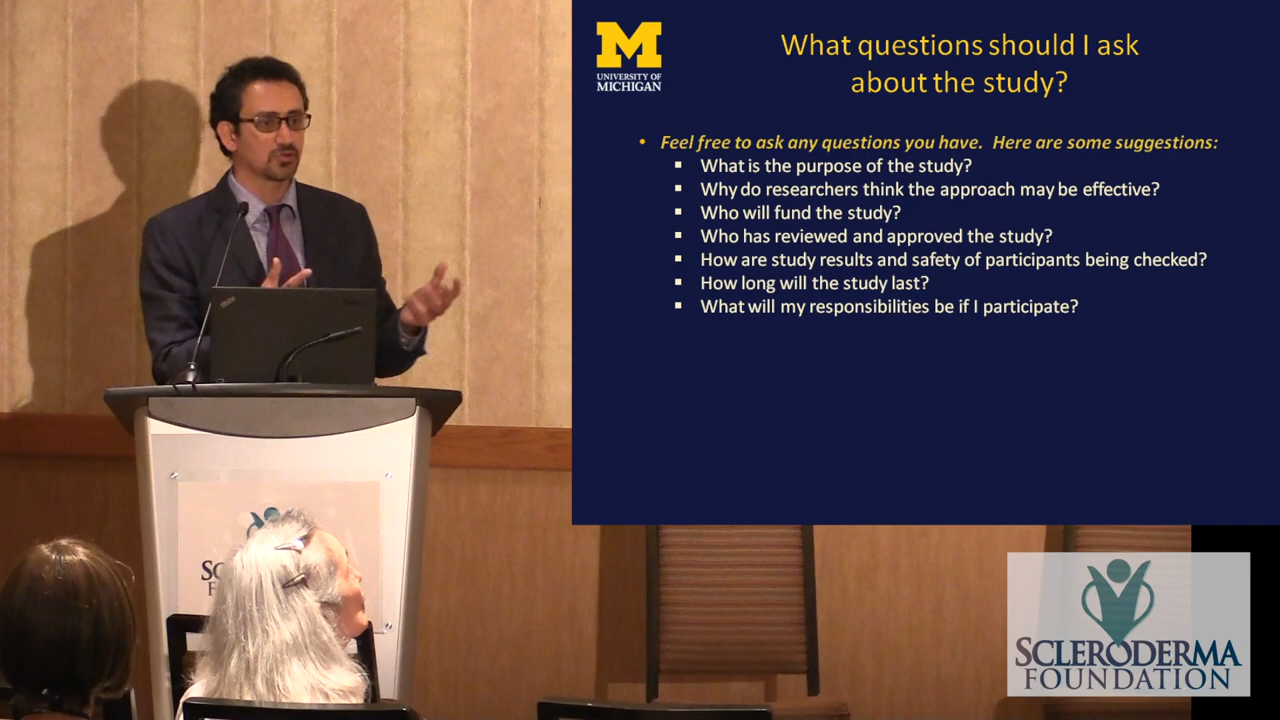 M
UNIVERSITY OF
MICHIGAN
What questions should I ask
about the study?
• Feel free to ask any questions you have.  Here are some suggestions:
▪ What is the purpose of the study?
▪ Why do researchers think the approach may be effective?
▪ Who will fund the study?
▪ Who has reviewed and approved the study?
▪ How are study results and safety of participants being checked?
▪ How long will the study last?
▪ What will my responsibilities be if I participate?
SCLERODERMA
FOUNDATION